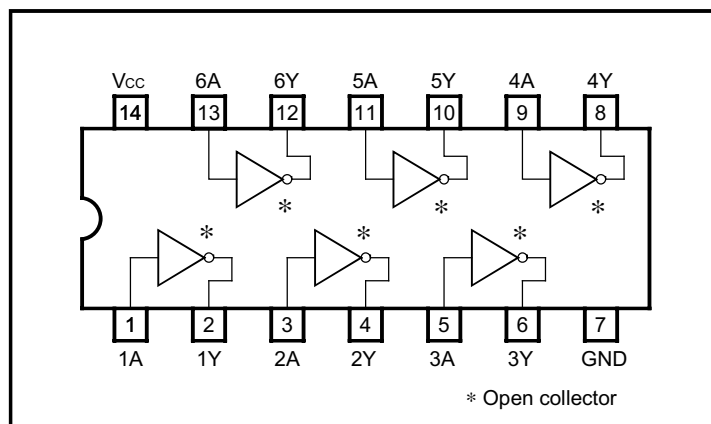 Vcc 6A 6Y 5A 5Y 4A 4Y
14 13 12 11 10 9 8
* * *
* * *
1 2 3 4 5 6 7
1A 1Y 2A 2Y 3A 3Y GND
* Open collector